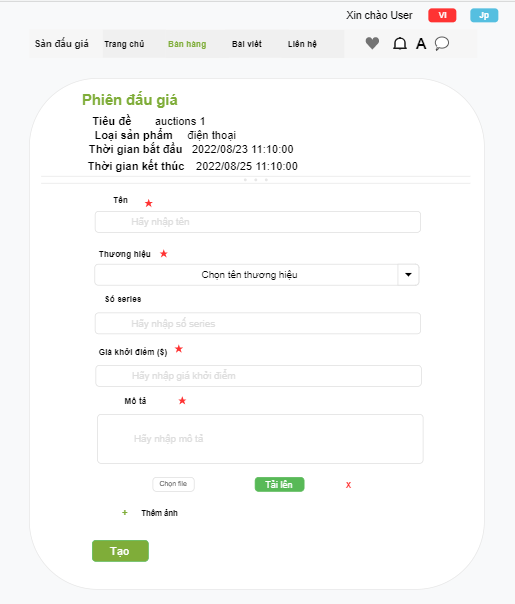 Xin chào User VI Jp
Sàn đấu giá Trang chủ Bán hàng Bài viết Liên hệ A
Phiên đấu giá
Tiêu đề auctions 1
Loại sản phẩm điện thoại
Thời gian bắt đầu 2022/08/23 11:10:00
Thời gian kết thúc 2022/08/25 11:10:00
Tên ★
Hãy nhập tên
Thương hiệu ★
Chọn tên thương hiệu
Số series
Hãy nhập số series
Giá khởi điểm ($) ★
Hãy nhập giá khởi điểm
Mô tả ★
Hãy nhập mô tả
Chọn file Tải lên x
+ Thêm ảnh
Tạo